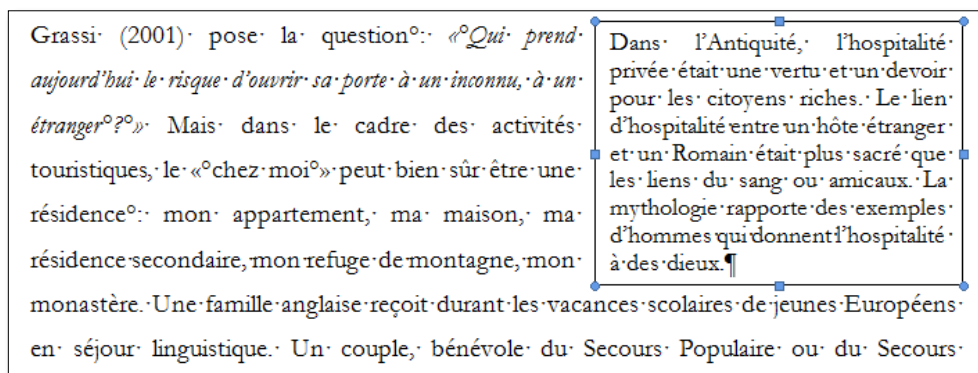 Grassi (2001) pose la question°: «°Qui prend
aujourd'hui le risque d'ouvrir sa porte à un inconnu, à un
étranger°?°» Mais dans le cadre des activités
touristiques, le «°chez moi°» peut bien sûr être une
résidence°: mon appartement, ma maison, ma
résidence secondaire, mon refuge de montagne, mon
monastère. Une famille anglaise reçoit durant les vacances scolaires de jeunes Européens
en séjour linguistique. Un couple, bénévole du Secours Populaire ou du Secours
Dans l'Antiquité, l'hospitalité
privée était une vertu et un devoir
pour les citoyens riches. Le lien
d'hospitalité entre un hôte étranger
et un Romain était plus sacré que
les liens du sang ou amicaux. La
mythologie rapporte des exemples
d'hommes qui donnent l'hospitalité
à des dieux.¶